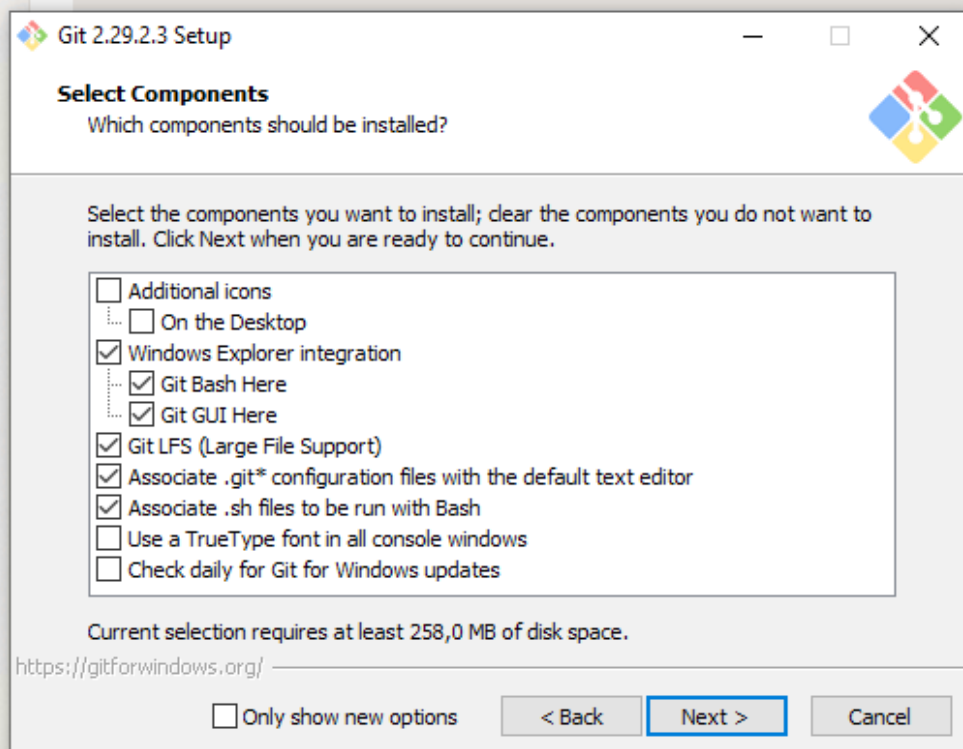 Git 2.29.2.3 Setup
Select Components
Which components should be installed?
Select the components you want to install; clear the components you do not want to
install. Click Next when you are ready to continue.
Additional icons
On the Desktop
Windows Explorer integration
Git Bash Here
Git GUI Here
Git LFS (Large File Support)
Associate .git* configuration files with the default text editor
Associate .sh files to be run with Bash
Use a TrueType font in all console windows
Check daily for Git for Windows updates
Current selection requires at least 258,0 MB of disk space.
https://gitforwindows.org/
Only show new options
< Back
Next >
Cancel